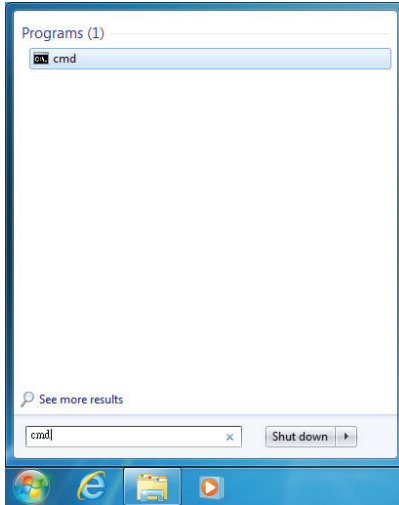 Programs (1)
C:\.
cmd
See more results
cmd
Shut down